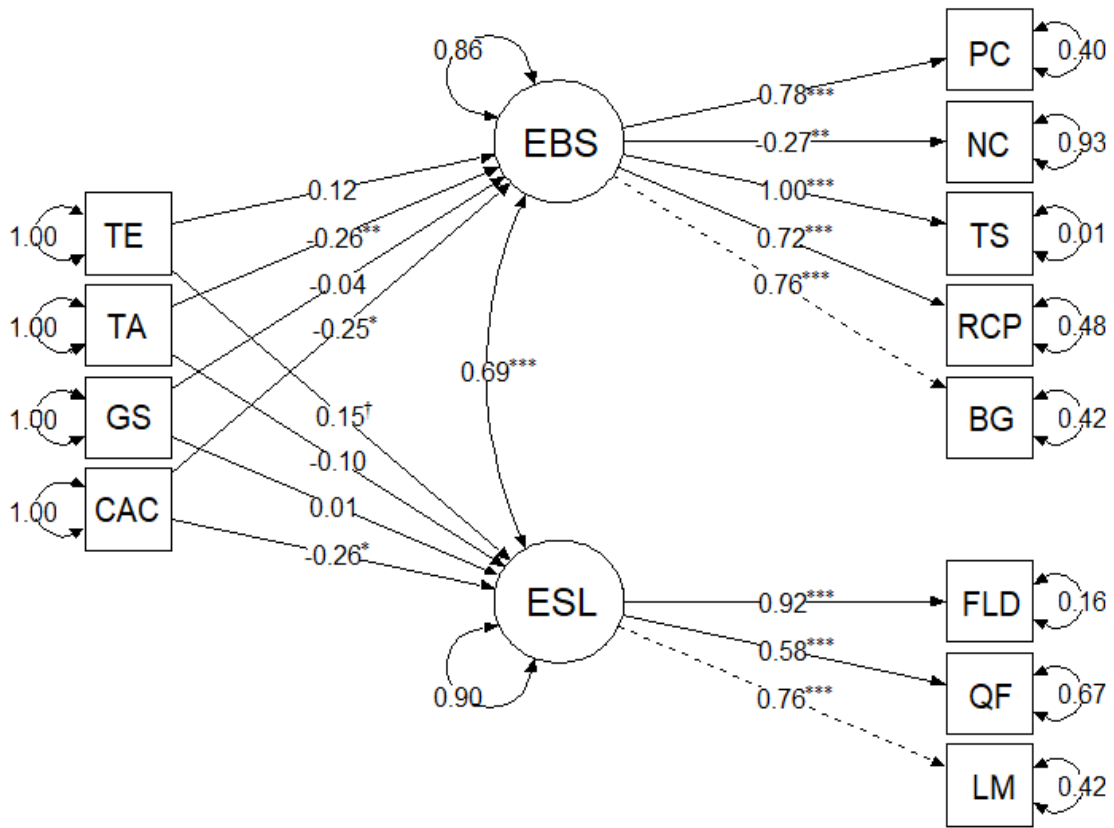 0.86
EBS
0.78***
PC
0.40
-0.27**
NC
0.93
1.00***
TS
0.01
0.72***
RCP
0.48
0.76***
BG
0.42
1.00
TE
0.12
-0.26**
1.00
TA
-0.04
-0.25*
1.00
GS
0.69***
0.15†
-0.10
1.00
CAC
0.01
-0.26*
ESL
0.90
0.92***
FLD
0.16
0.58***
QF
0.67
0.76***
LM
0.42